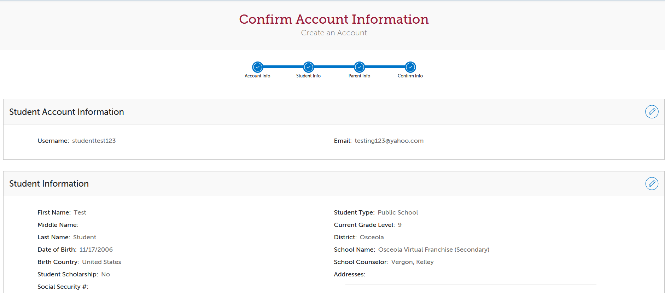 Confirm Account Information
Create an Account
Account Info Student Info Parent Info Confirm Info
Student Account Information
Username: studenttest123 Email: testing123@yahoo.com
Student Information
First Name: Test Student Type: Public School
Middle Name: Current Grade Level: 9
Last Name: Student District: Osceola
Date of Birth: 11/17/2006 School Name: Osceola Virtual Franchise (Secondary)
Birth Country: United States School Counselor: Vergon, Kelley
Student Scholarship: No Addresses:
Social Security #: